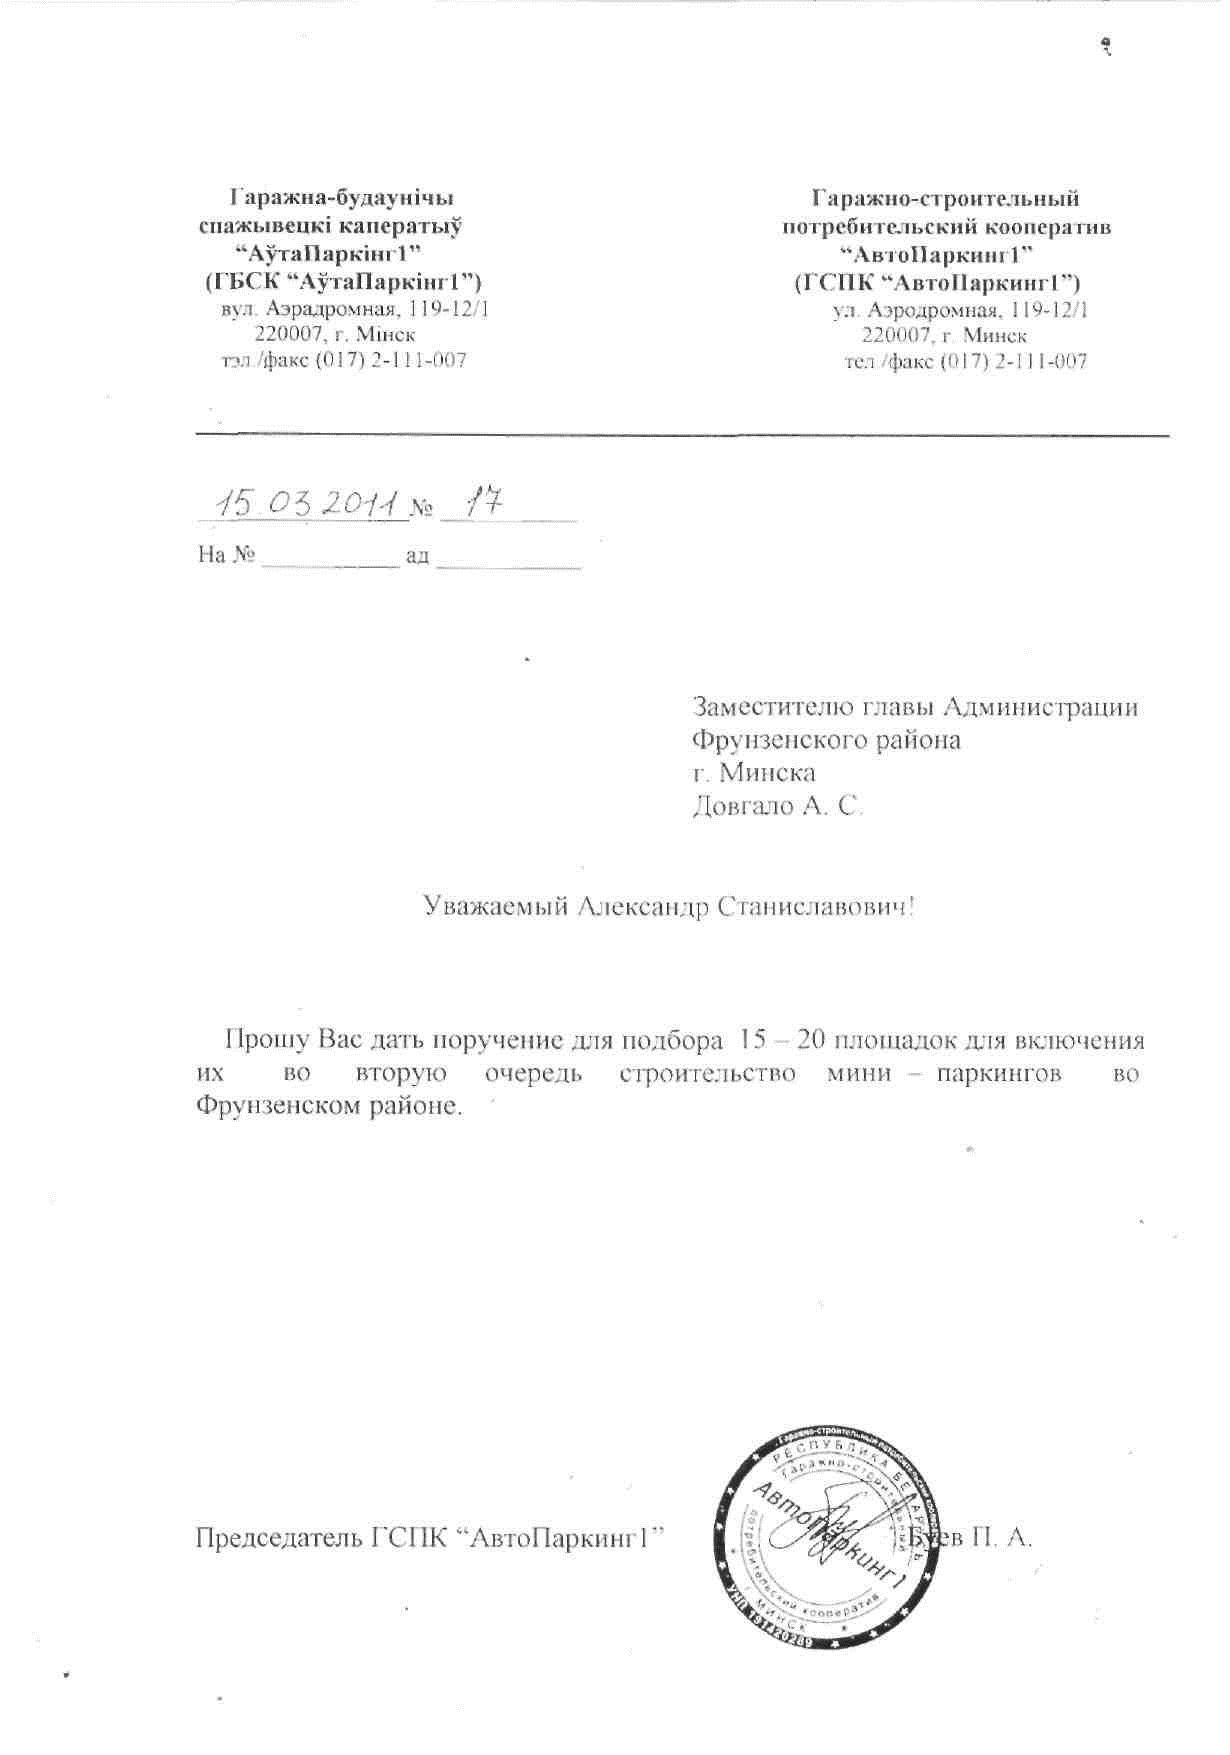 Гаражна-будаунічы
спажывецкі каператыў
“АўтаПаркінг1”
(ГБСК “АўтаПаркінг1”)
вул. Аэрадромная, 119-12/1
220007, г. Мінск
тэл./факс (017) 2-111-007
Гаражно-строительный
потребительский кооператив
“АвтоПаркинг1”
(ГСПК “АвтоПаркинг1”)
ул. Аэродромная, 119-12/1
220007, г. Минск
тел./факс (017) 2-111-007
15.03 2011 № 17
На № ____________ ад ____________
Заместителю главы Администрации
Фрунзенского района
г. Минска
Довгало А. С.
Уважаемый Александр Станиславович!
Прошу Вас дать поручение для подбора 15 – 20 площадок для включения
их во вторую очередь строительство мини – паркингов во
Фрунзенском районе.
Председатель ГСПК “АвтоПаркинг1”
Буев П. А.
Гаражно-строительный потребительский
РЕСПУБЛИКА БЕЛАРУСЬ
Гаражно-строительный
АвтоПаркинг1
потребительский кооператив
г. МИНСК
УНП 191420289